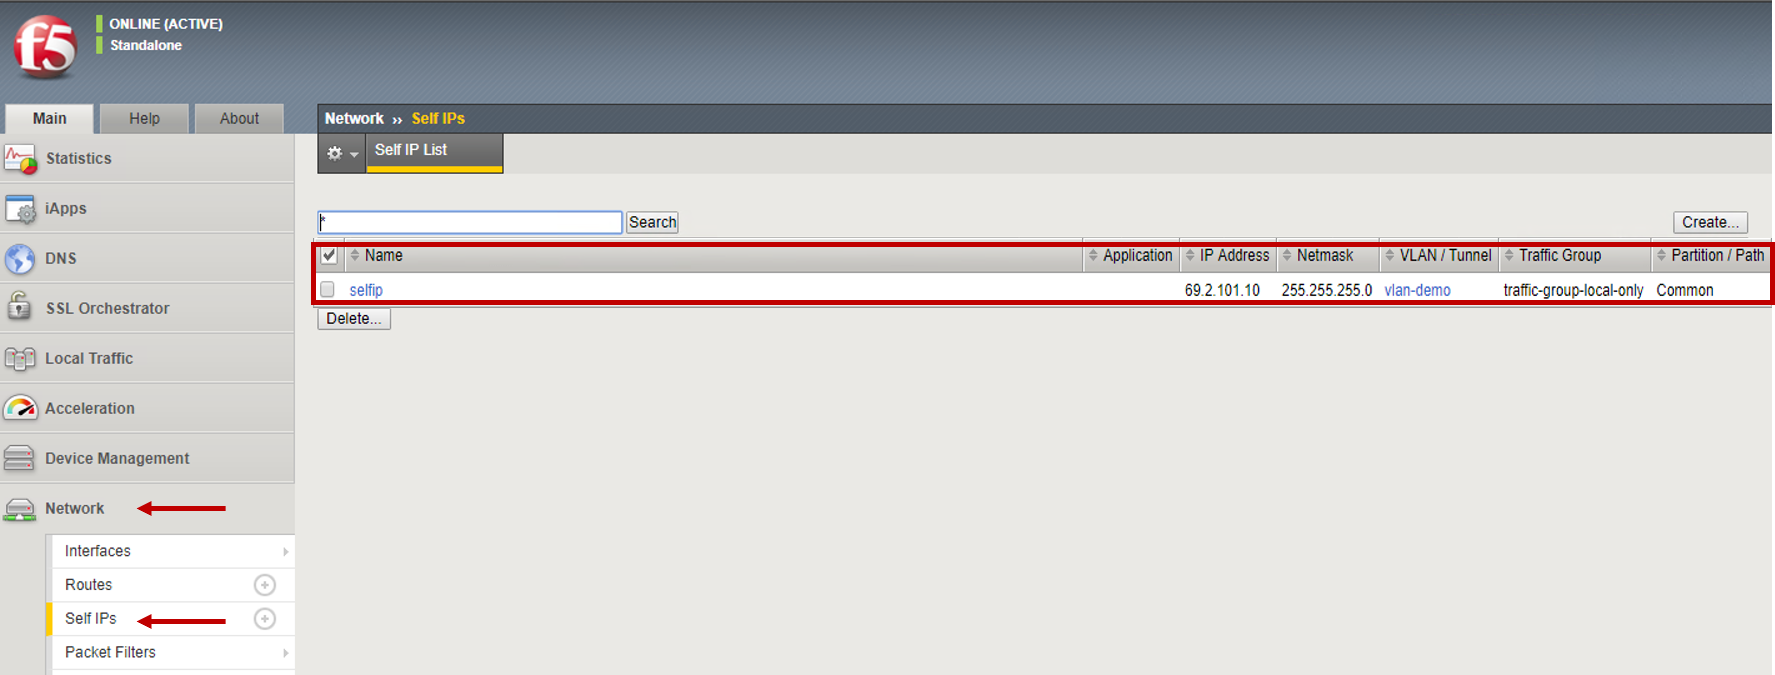 f5
ONLINE (ACTIVE)
Standalone
Main Help About
Network ›› Self IPs
Self IP List
Statistics
iApps
DNS
SSL Orchestrator
Local Traffic
Acceleration
Device Management
Network
Interfaces
Routes
Self IPs
Packet Filters
* Search Create...
Name Application IP Address Netmask VLAN / Tunnel Traffic Group Partition / Path
selfip 69.2.101.10 255.255.255.0 vlan-demo traffic-group-local-only Common
Delete...